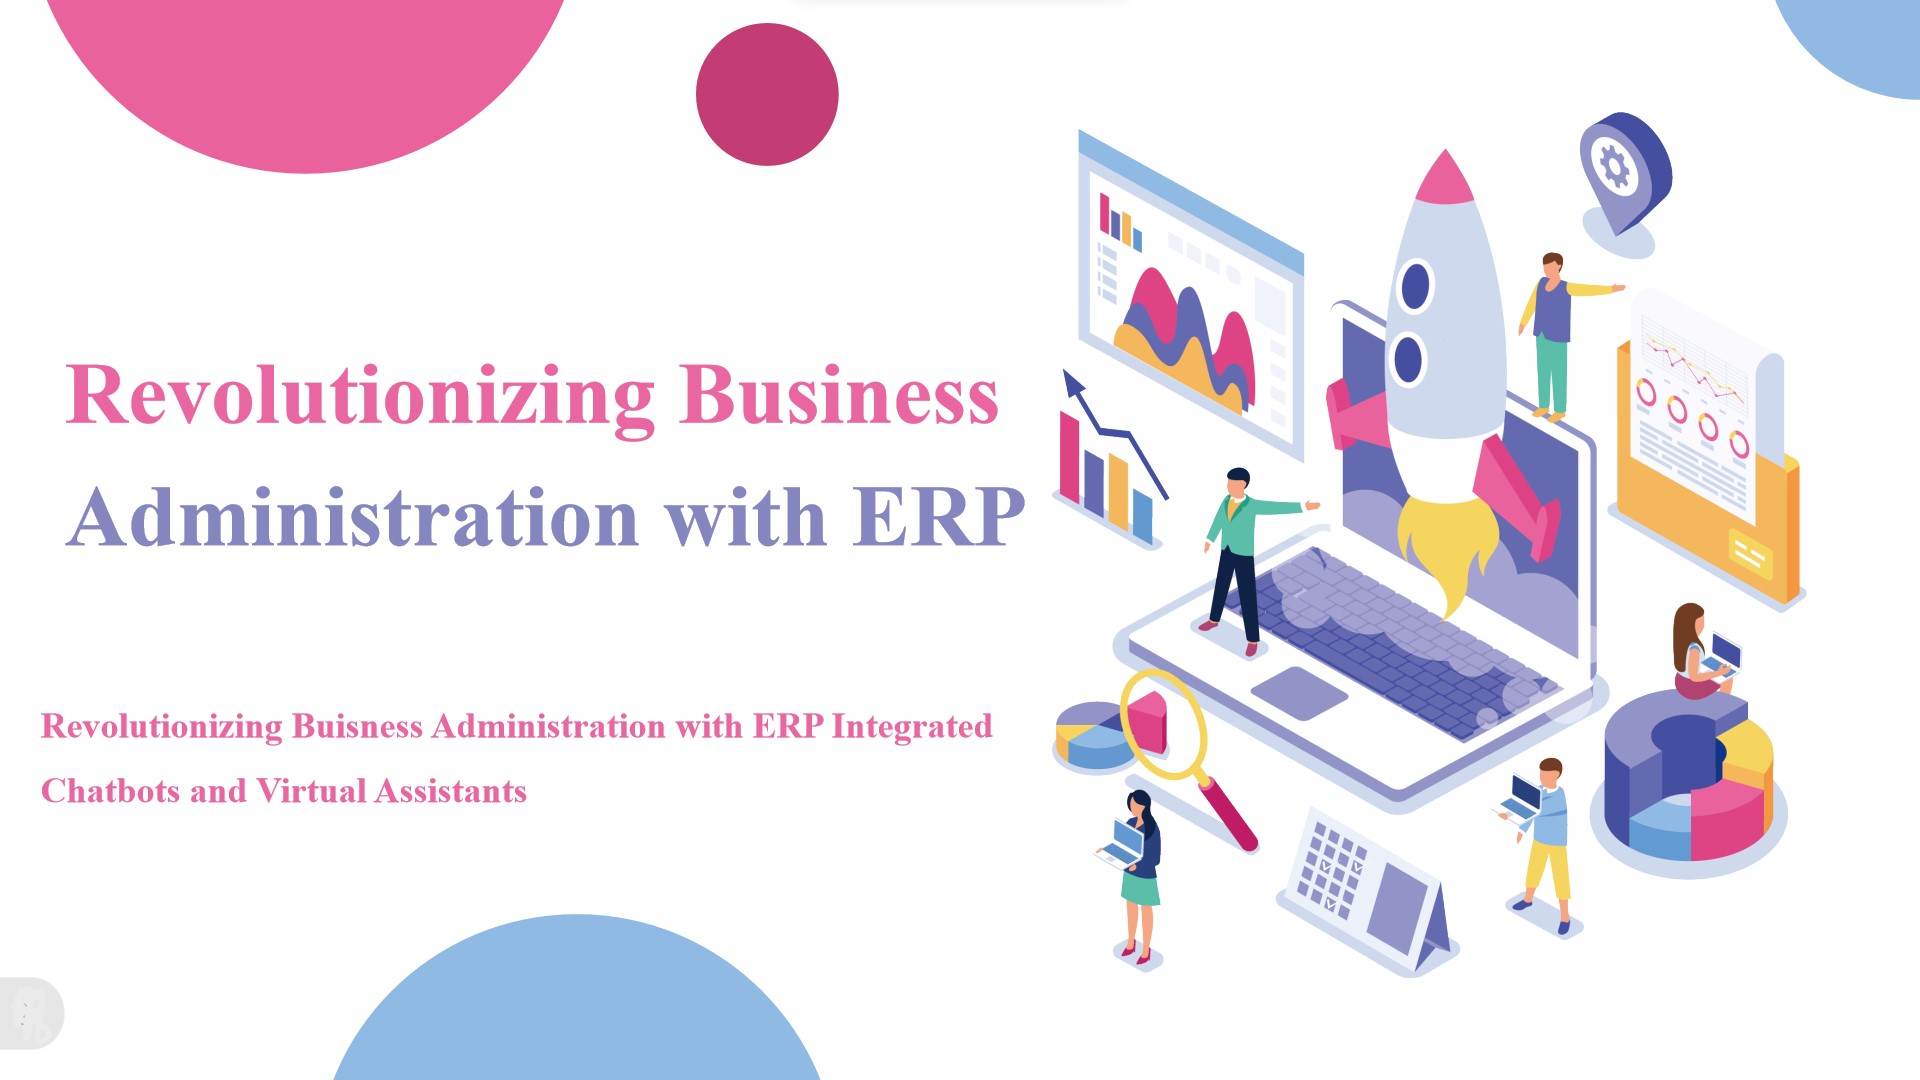 Revolutionizing Business
Administration with ERP
Revolutionizing Buisness Administration with ERP Integrated
Chatbots and Virtual Assistants